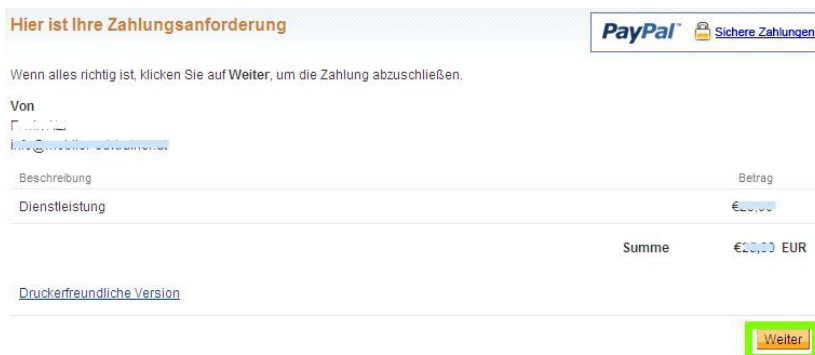 Hier ist Ihre Zahlungsanforderung
PayPal Sichere Zahlungen
Wenn alles richtig ist, klicken Sie auf Weiter, um die Zahlung abzuschließen.
Von
Beschreibung Betrag
Dienstleistung
Summe EUR
Druckerfreundliche Version
Weiter